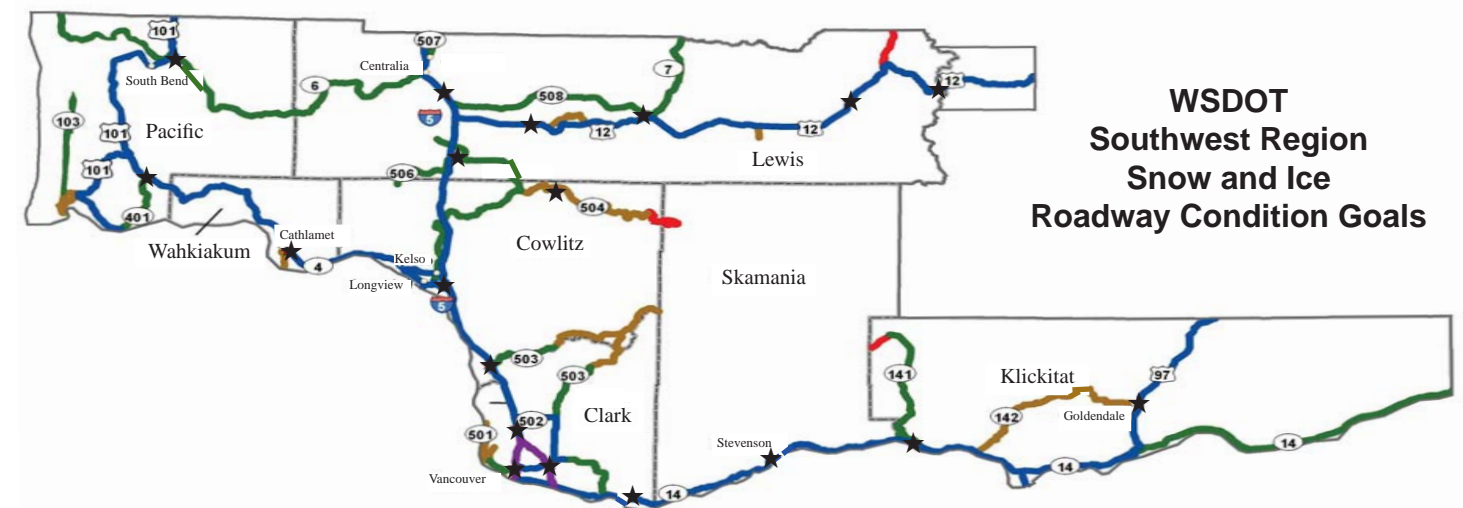 WSDOT
Southwest Region
Snow and Ice
Roadway Condition Goals
101
507
Centralia
South Bend
7
6
508
5
12
12
12
103
101
Pacific
101
Lewis
506
401
504
Wahkiakum
Cathlamet
Cowlitz
4
Kelso
Longview
5
Skamania
503
503
141
Klickitat
97
142
Goldendale
502
Clark
501
Stevenson
14
14
Vancouver
14